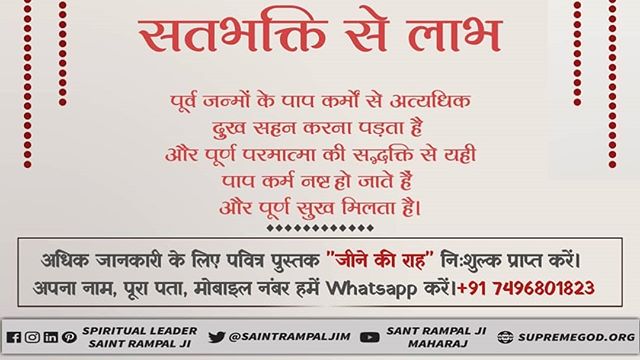 सतभक्ति से लाभ
पूर्व जन्मों के पाप कर्मों से अत्यधिक
दुख सहन करना पड़ता है
और पूर्ण परमात्मा की सद्भक्ति से यही
पाप कर्म नष्ट हो जाते हैं
और पूर्ण सुख मिलता है।
अधिक जानकारी के लिए पवित्र पुस्तक "जीने की राह" निःशुल्क प्राप्त करें।
अपना नाम, पूरा पता, मोबाइल नंबर हमें Whatsapp करें।+91 7496801823
SPIRITUAL LEADER
SAINT RAMPAL JI
@SAINTRAMPALJIM
SANT RAMPAL JI
MAHARAJ
SUPREMEGOD.ORG